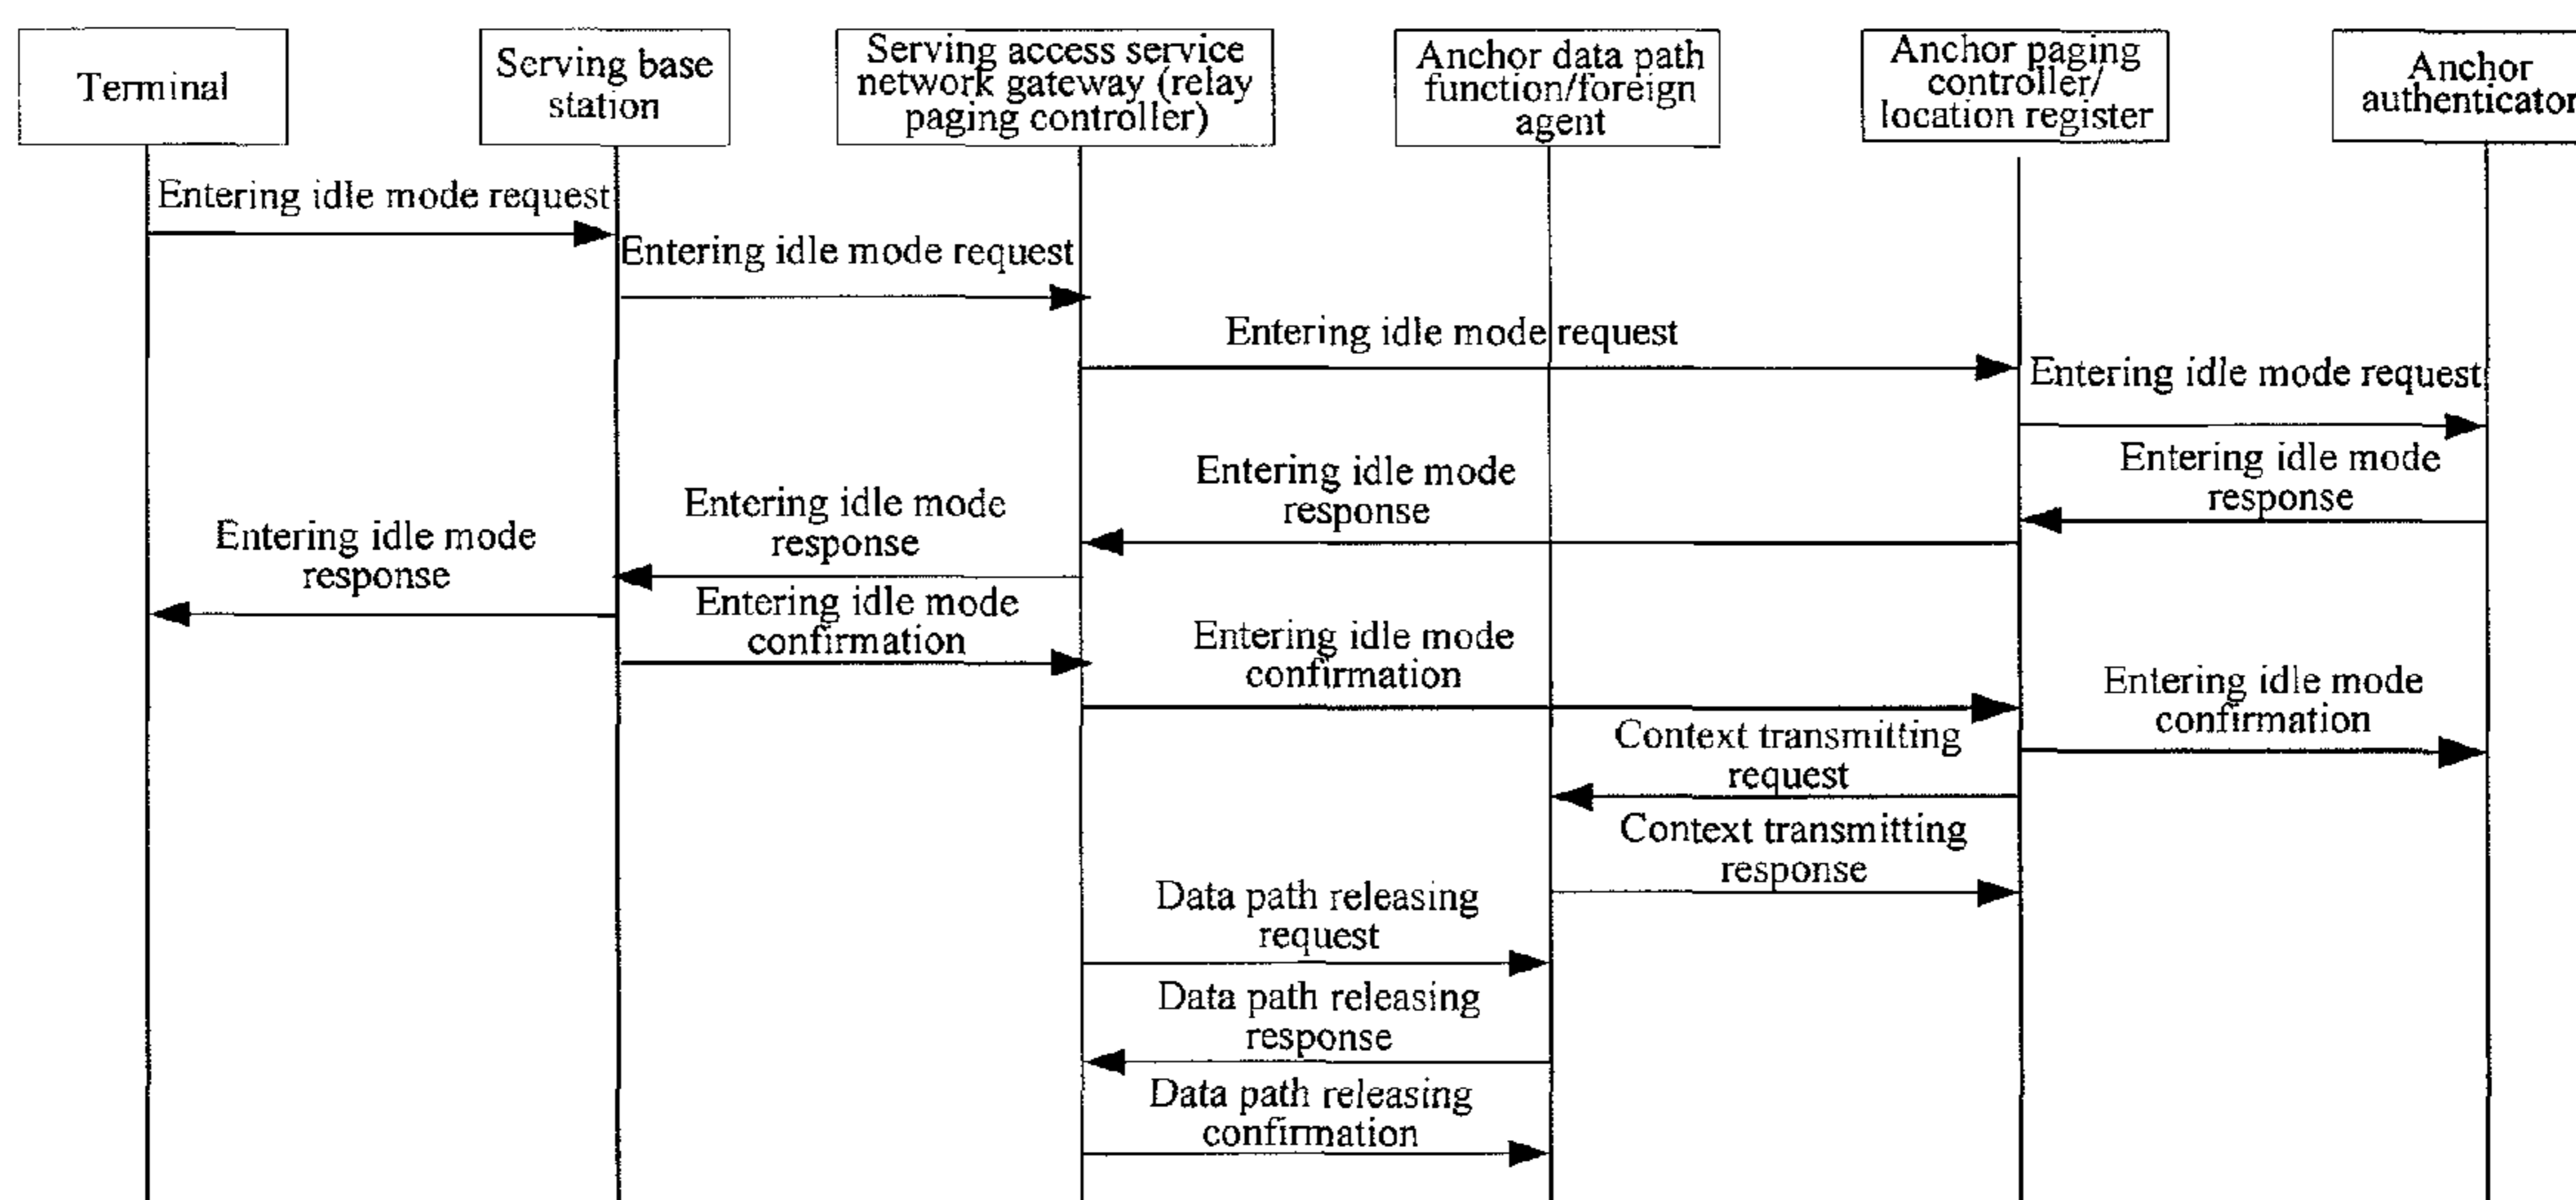 Terminal
Serving base
station
Serving access service
network gateway (relay
paging controller)
Anchor data path
function/foreign
agent
Anchor paging
controller/
location register
Anchor
authenticator
Entering idle mode request
Entering idle mode request
Entering idle mode request
Entering idle mode request
Entering idle mode
response
Entering idle mode
response
Entering idle mode
response
Entering idle mode
response
Entering idle mode
confirmation
Entering idle mode
confirmation
Entering idle mode
confirmation
Context transmitting
request
Context transmitting
response
Data path releasing
request
Data path releasing
response
Data path releasing
confirmation